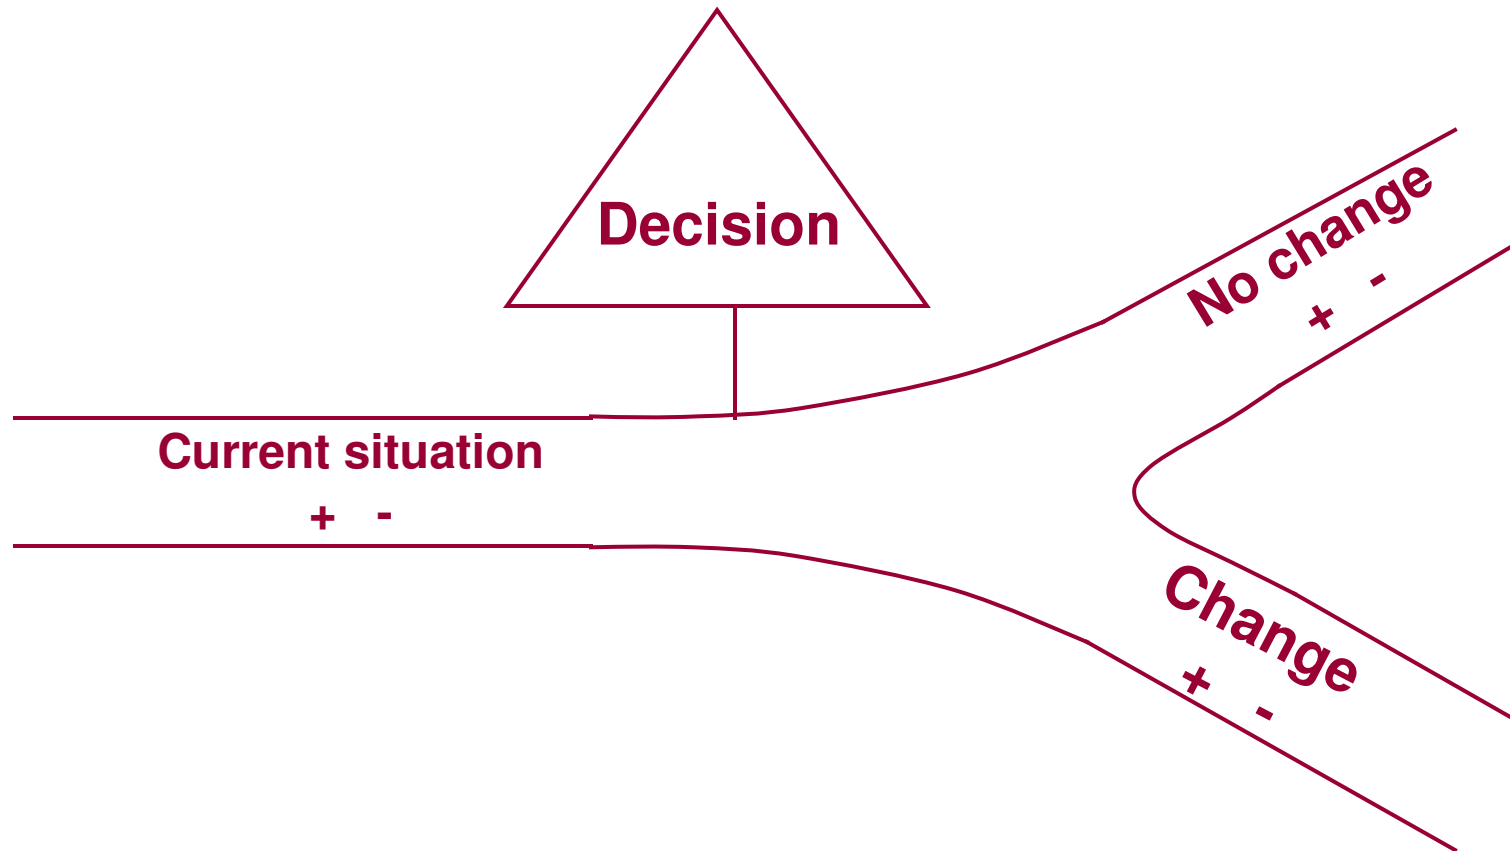 Decision
No change
+ -
Current situation
+ -
Change
+ -